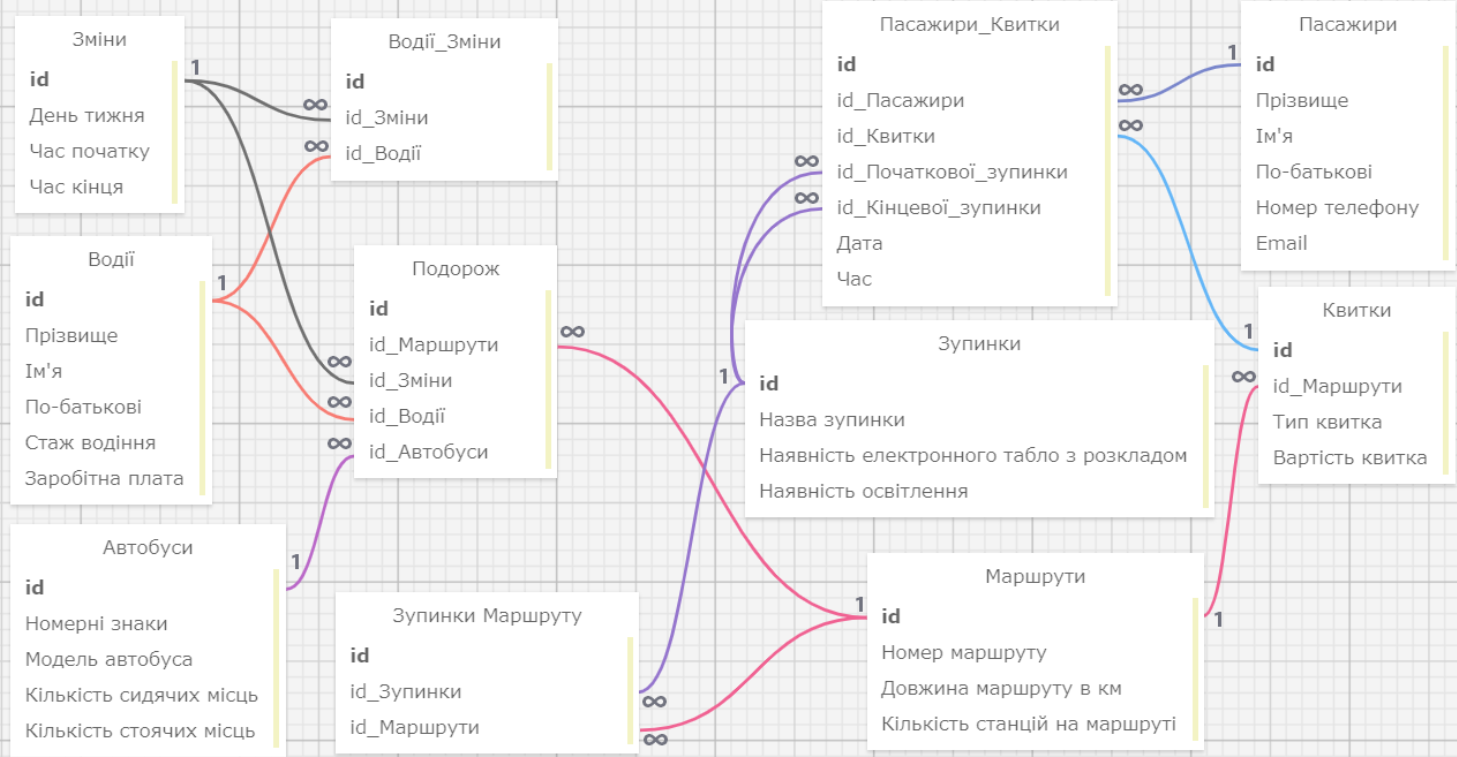 Зміни
id
День тижня
Час початку
Час кінця
1
Водії_Зміни
id
∞ id_Зміни
∞ id_Водії
Водії
id
Прізвище
Ім'я
По-батькові
Стаж водіння
Заробітна плата
1
Подорож
id
id_Маршрути ∞
∞ id_Зміни
∞ id_Водії
∞ id_Автобуси
Автобуси
id
Номерні знаки
Модель автобуса
Кількість сидячих місць
Кількість стоячих місць
1
Зупинки Маршруту
id
id_Зупинки ∞
id_Маршрути ∞
Пасажири_Квитки
id
id_Пасажири ∞
id_Квитки ∞
∞ id_Початкової_зупинки
∞ id_Кінцевої_зупинки
Дата
Час
Пасажири
1 id
Прізвище
Ім'я
По-батькові
Номер телефону
Email
Зупинки
1 id
Назва зупинки
Наявність електронного табло з розкладом
Наявність освітлення
Квитки
1 id
∞ id_Маршрути
Тип квитка
Вартість квитка
Маршрути
1 id 1
Номер маршруту
Довжина маршруту в км
Кількість станцій на маршруті